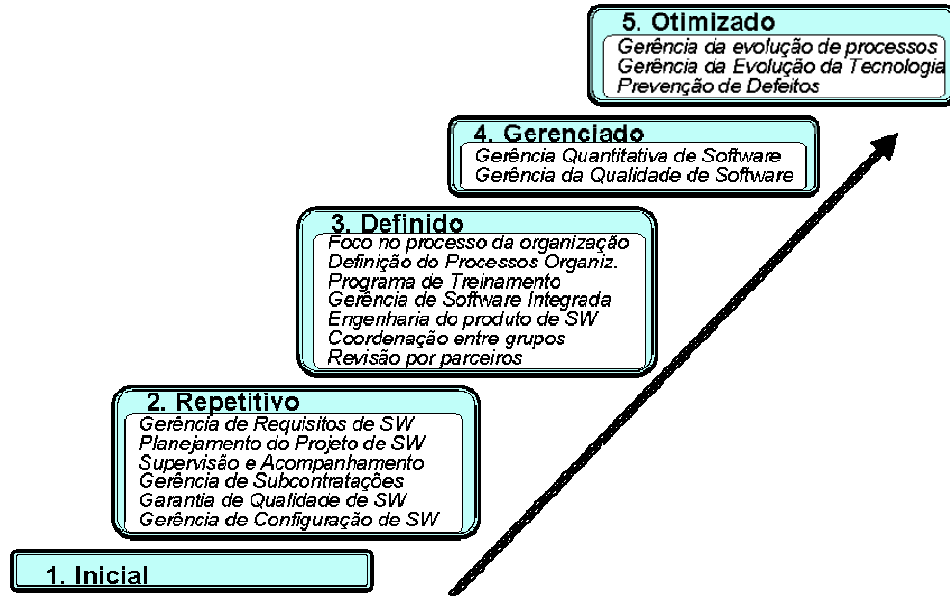 5. Otimizado
Gerência da evolução de processos
Gerência da Evolução da Tecnologia
Prevenção de Defeitos
4. Gerenciado
Gerência Quantitativa de Software
Gerência da Qualidade de Software
3. Definido
Foco no processo da organização
Definição do Processos Organiz.
Programa de Treinamento
Gerência de Software Integrada
Engenharia do produto de SW
Coordenação entre grupos
Revisão por parceiros
2. Repetitivo
Gerência de Requisitos de SW
Planejamento do Projeto de SW
Supervisão e Acompanhamento
Gerência de Subcontratações
Garantia de Qualidade de SW
Gerência de Configuração de SW
1. Inicial